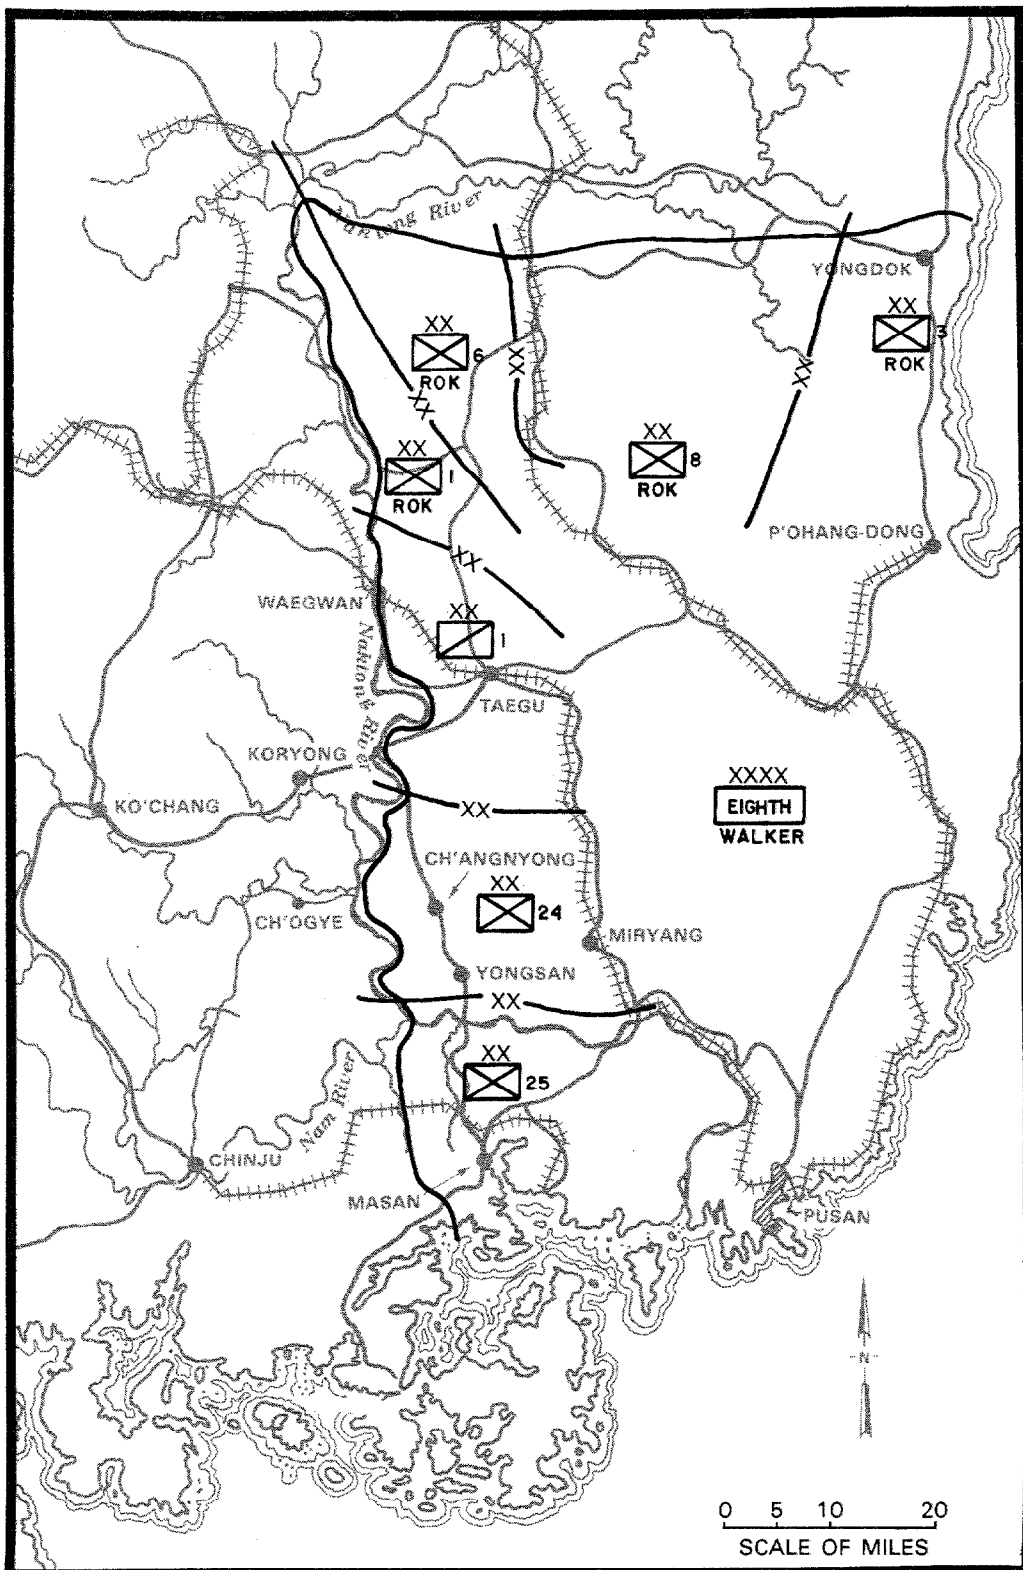 Naktong River
YONGDOK
XX
3
ROK
XX
6
ROK
XX
XX
XX
XX
8
ROK
XX
1
ROK
P'OHANG-DONG
XX
WAEGWAN
XX
1
Naktong River
TAEGU
KORYONG
XXXX
EIGHTH
WALKER
KO'CHANG
XX
CH'ANGNYONG
XX
24
CH'OGYE
MIRYANG
YONGSAN
XX
XX
25
Nam River
CHINJU
MASAN
PUSAN
N
0 5 10 20
SCALE OF MILES